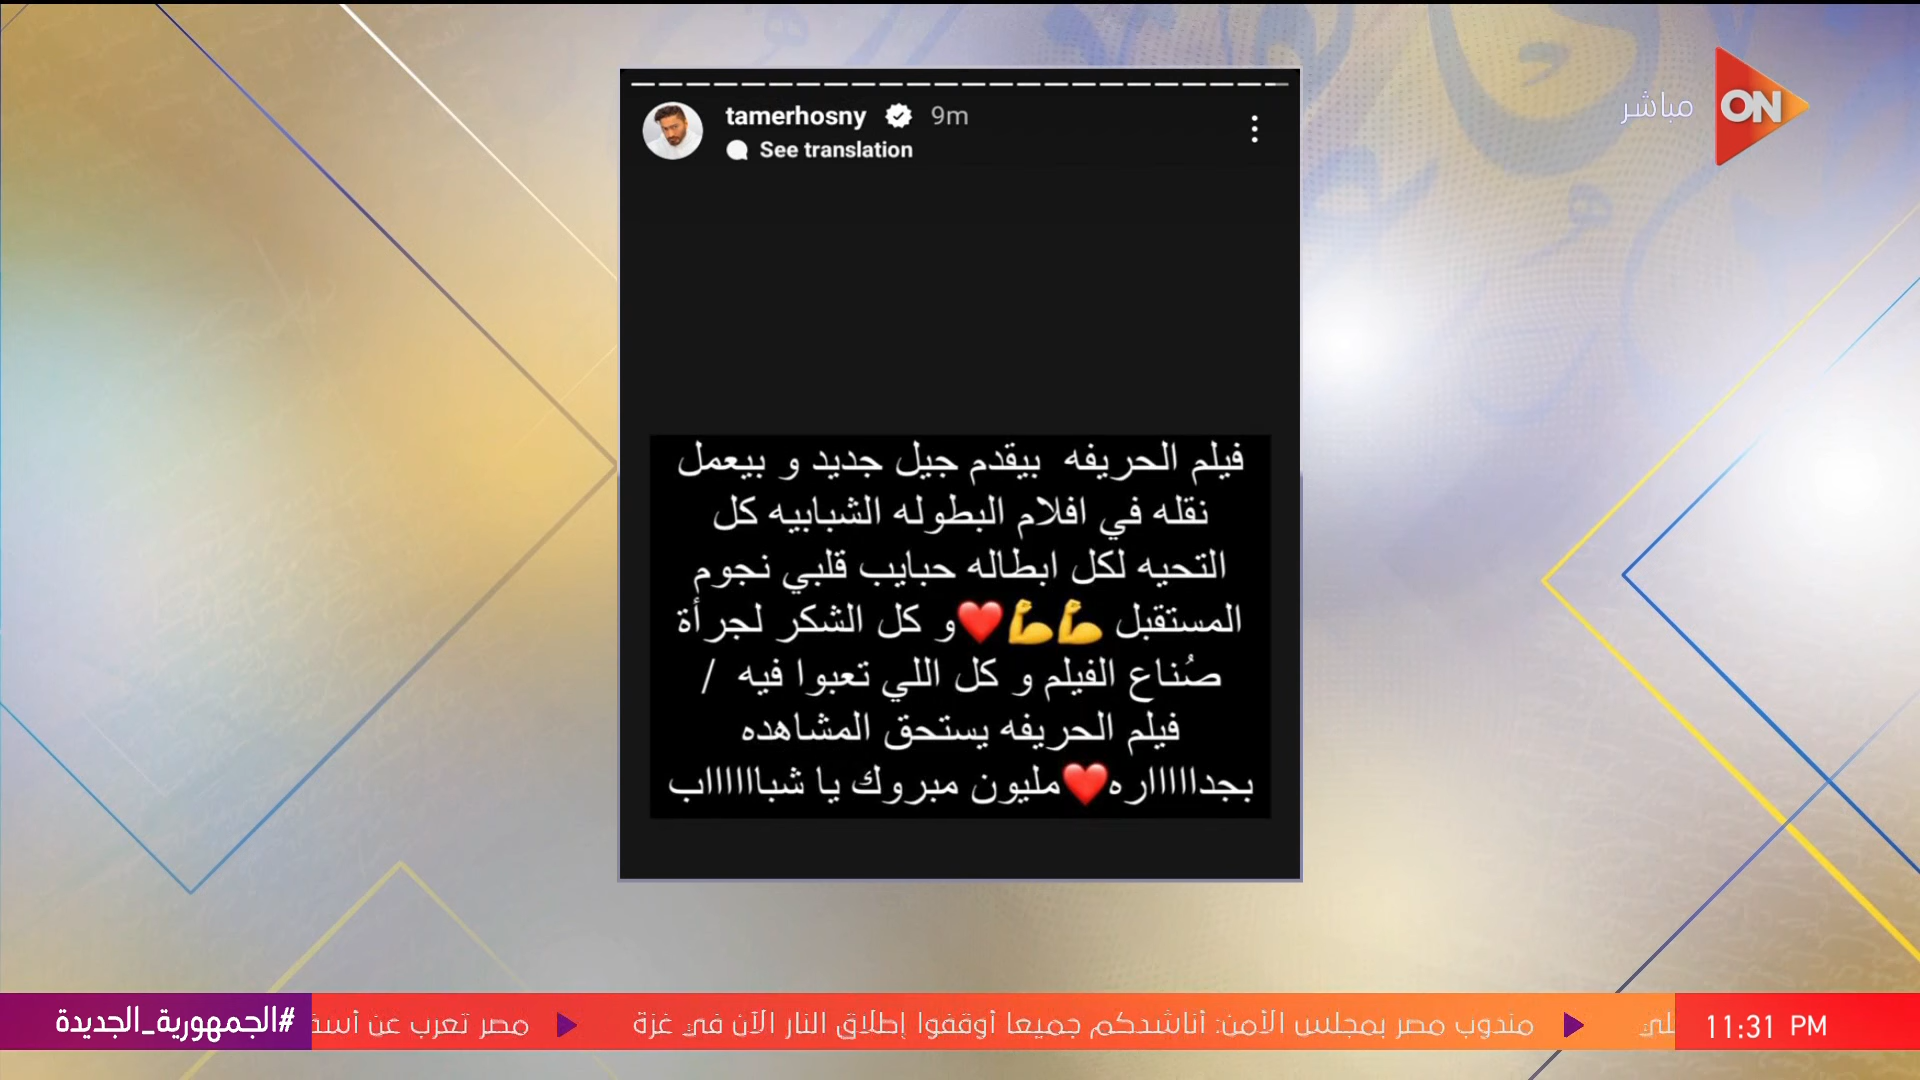 مباشر
ON
tamerhosny 9m
See translation
فيلم الحريفه بيقدم جيل جديد و بيعمل
نقله في افلام البطوله الشبابيه كل
التحيه لكل ابطاله حبايب قلبي نجوم
المستقبل 💪💪❤️و كل الشكر لجرأة
صُناع الفيلم و كل اللي تعبوا فيه /
فيلم الحريفه يستحق المشاهده
بجداااااره❤️مليون مبروك يا شباااااب
11:31 PM
مندوب مصر بمجلس الأمن: أناشدكم جميعا أوقفوا إطلاق النار الآن في غزة
مصر تعرب عن
#الجمهورية_الجديدة